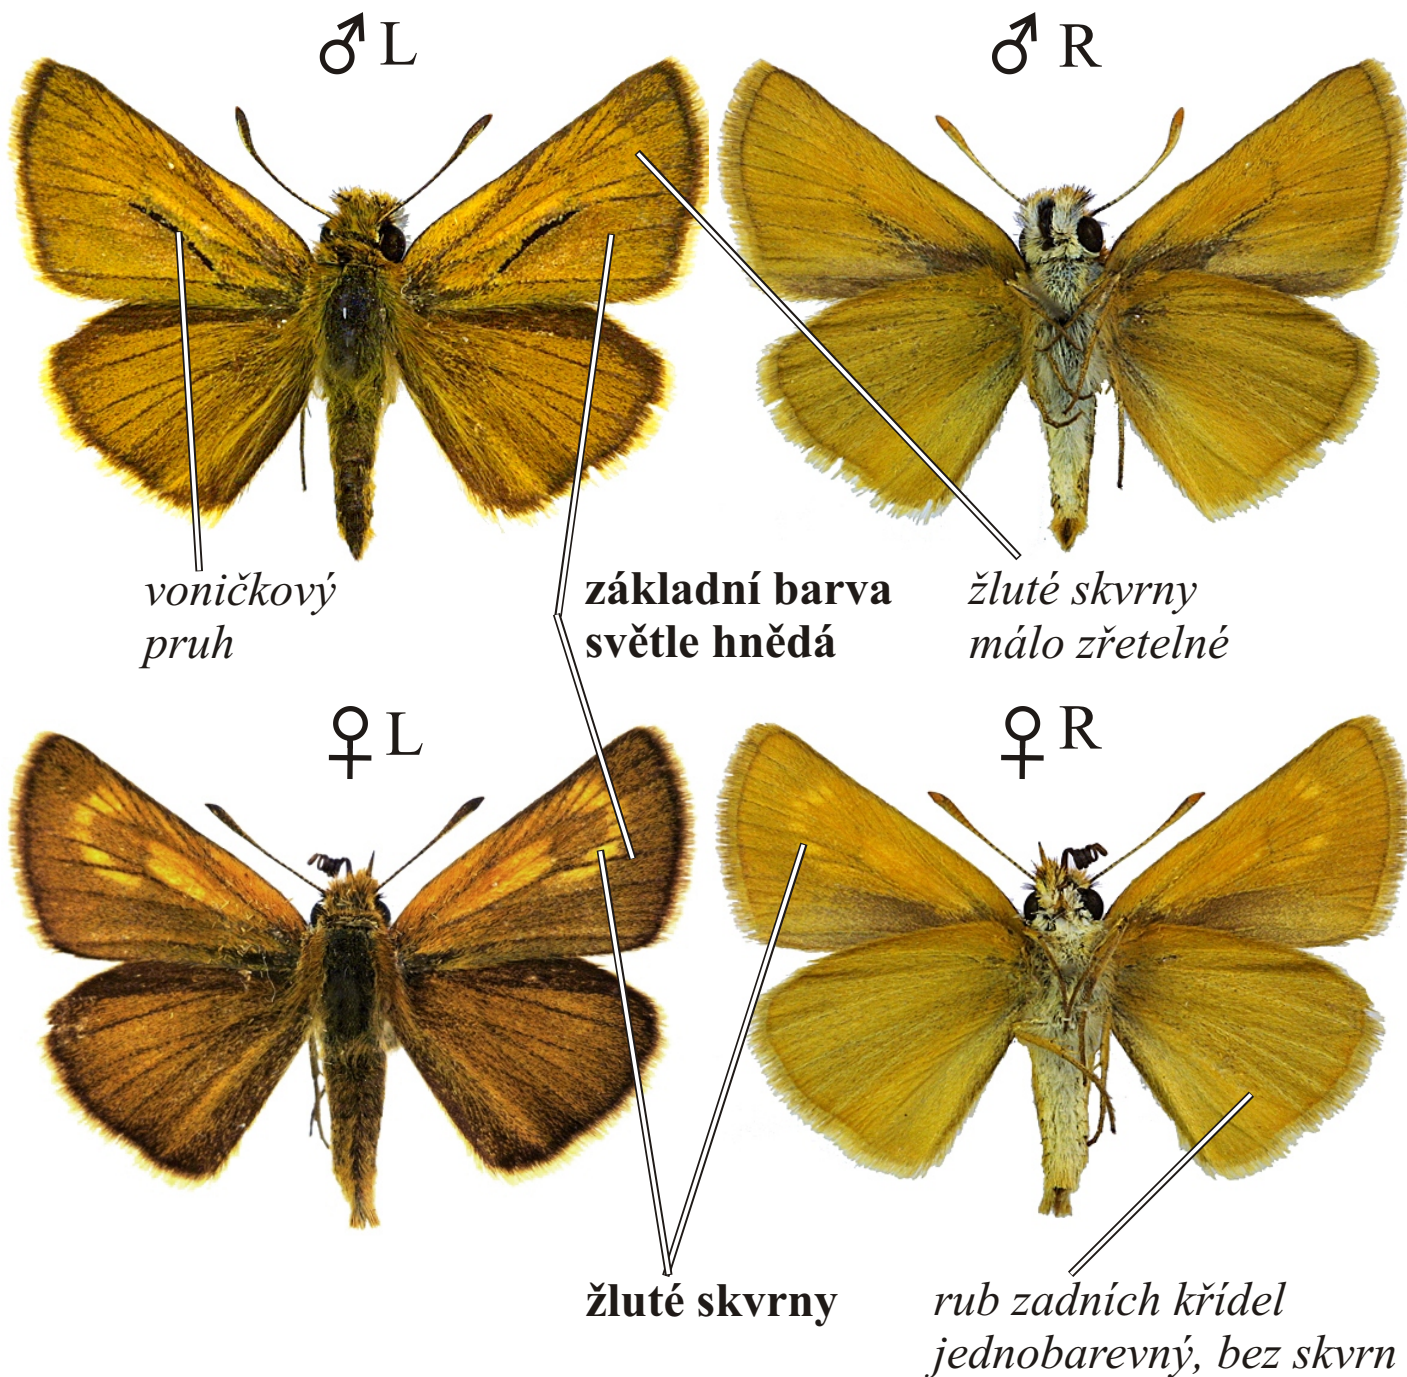 ♂ L
♂ R
voničkový
pruh
základní barva
světle hnědá
žluté skvrny
málo zřetelné
♀ L
♀ R
žluté skvrny
rub zadních křídel
jednobarevný, bez skvrn